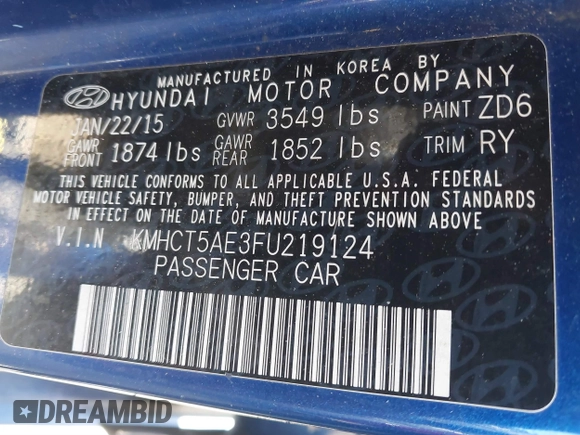 MANUFACTURED IN KOREA BY
HYUNDAI MOTOR COMPANY
JAN/22/15 GVWR 3549 lbs PAINT ZD6
GAWR FRONT 1874 lbs GAWR REAR 1852 lbs TRIM RY
THIS VEHICLE CONFORMS TO ALL APPLICABLE U.S.A. FEDERAL
MOTOR VEHICLE SAFETY, BUMPER, AND THEFT PREVENTION STANDARDS
IN EFFECT ON THE DATE OF MANUFACTURE SHOWN ABOVE
V.I.N KMHCT5AE3FU219124
PASSENGER CAR
DREAMBID